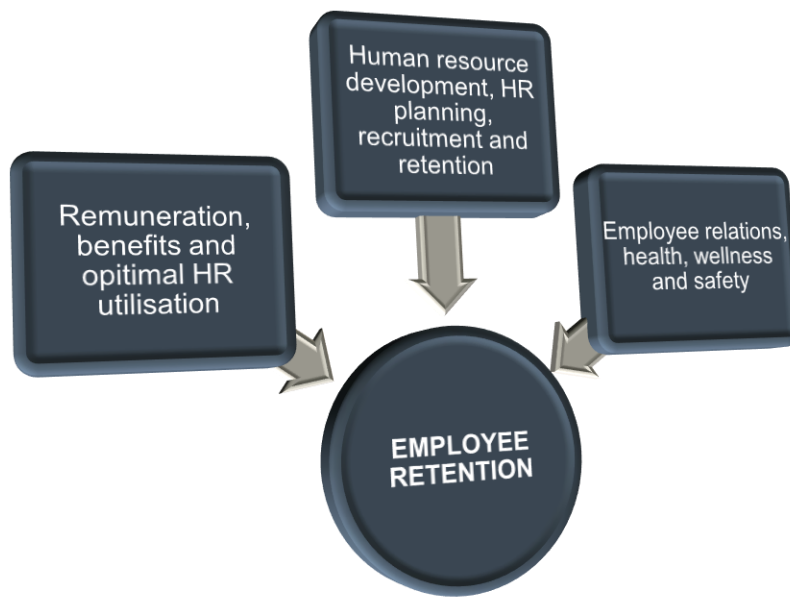 Human resource
development, HR
planning,
recruitment and
retention
Remuneration,
benefits and
opitimal HR
utilisation
Employee relations,
health, wellness
and safety
EMPLOYEE
RETENTION